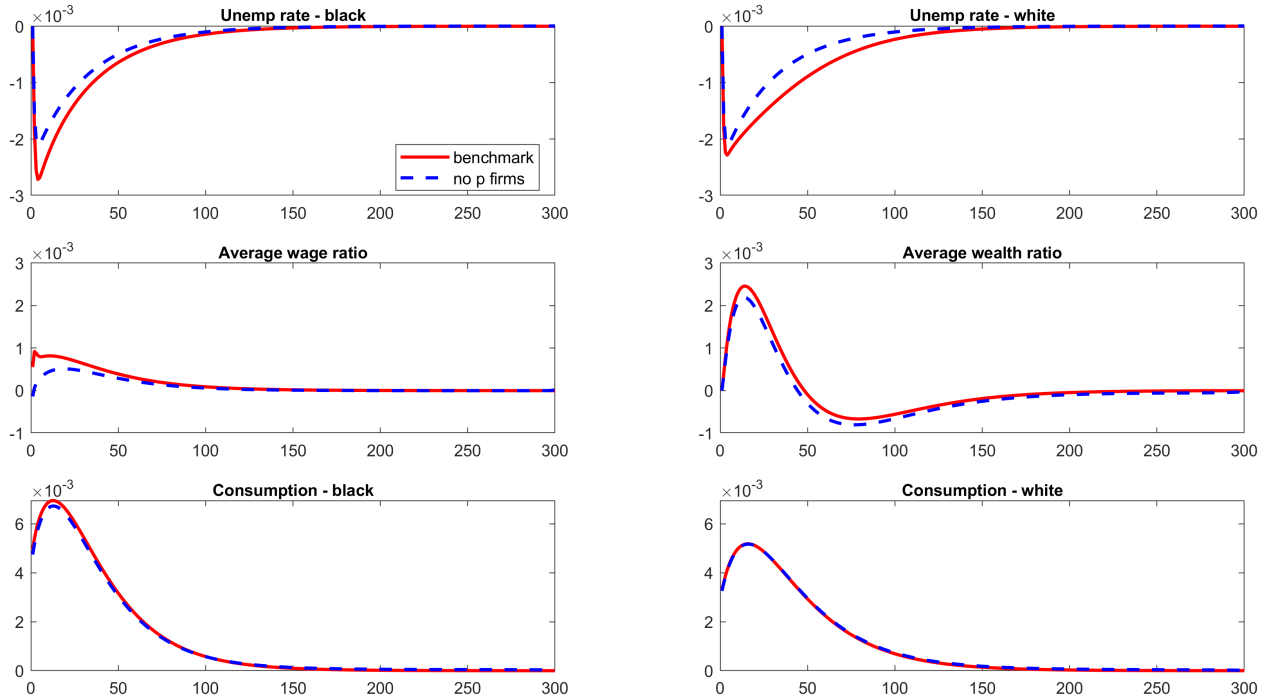 Unemp rate - black
×10⁻³
0
-1
-2
-3
0 50 100 150 200 250 300
benchmark
no p firms
Unemp rate - white
×10⁻³
0
-1
-2
-3
0 50 100 150 200 250 300
Average wage ratio
×10⁻³
3
2
1
0
-1
0 50 100 150 200 250 300
Average wealth ratio
×10⁻³
3
2
1
0
-1
0 50 100 150 200 250 300
Consumption - black
×10⁻³
6
4
2
0
0 50 100 150 200 250 300
Consumption - white
×10⁻³
6
4
2
0
0 50 100 150 200 250 300